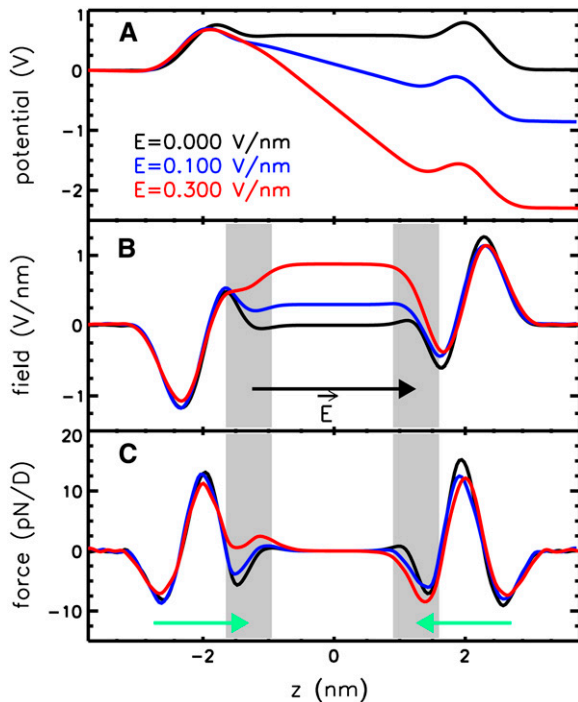 A
1
0
-1
-2
potential (V)
E=0.000 V/nm
E=0.100 V/nm
E=0.300 V/nm
B
1
0
-1
field (V/nm)
E
C
20
10
0
-10
force (pN/D)
-2
0
2
z (nm)